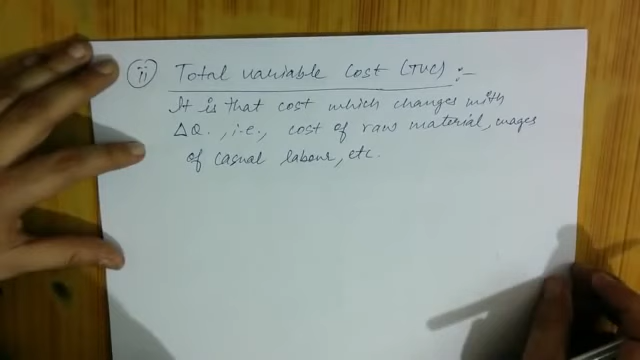 (ii) Total variable Cost (TVC) :-
It is that cost which changes with
ΔQ., i.e., cost of raw material, wages
of casual labour, etc.